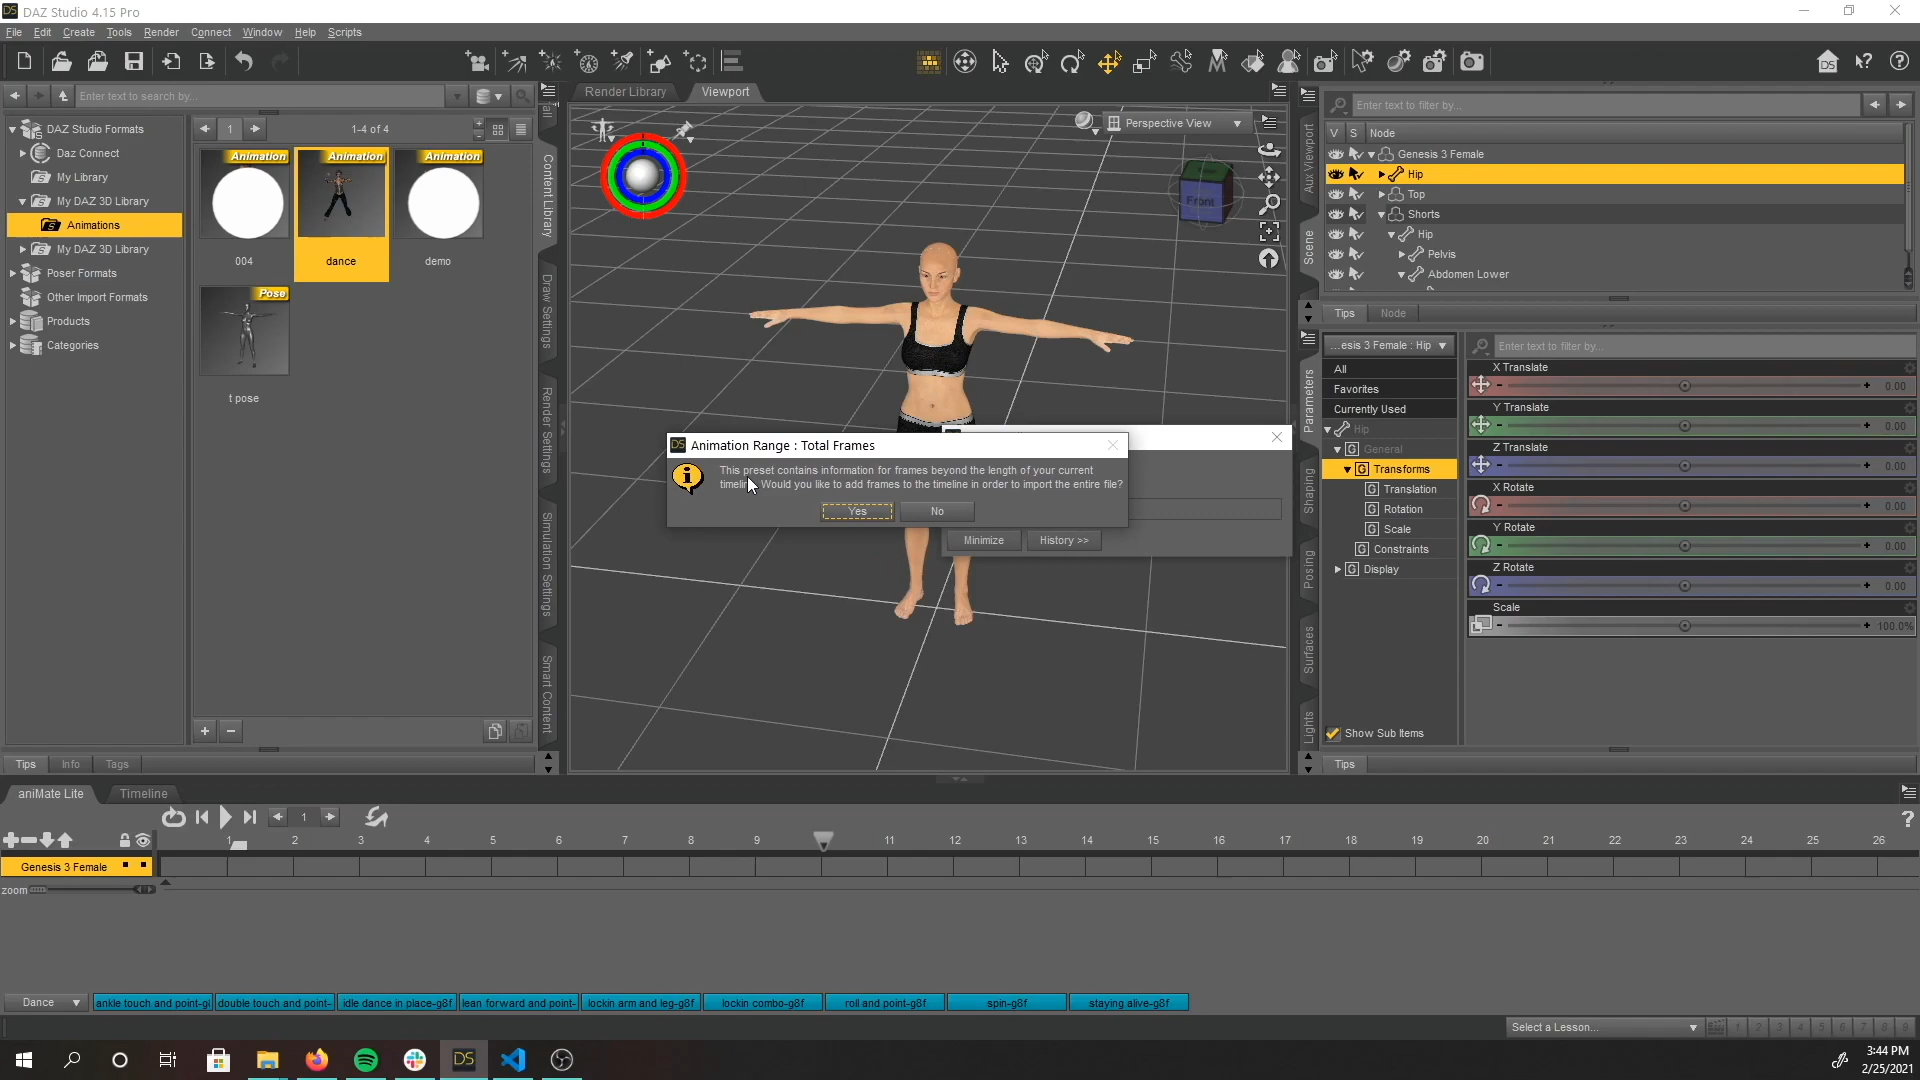 DAZ Studio 4.15 Pro
File Edit Create Tools Render Connect Window Help Scripts
Enter text to search by...
DAZ Studio Formats
Daz Connect
My Library
My DAZ 3D Library
Animations
My DAZ 3D Library
Poser Formats
Other Import Formats
Products
Categories
1 1-4 of 4
Animation
004
Animation
dance
Animation
demo
Pose
t pose
Tips Info Tags
Content Library
Draw Settings
Render Settings
Simulation Settings
Smart Content
Render Library Viewport
Perspective View
Front
Animation Range : Total Frames
This preset contains information for frames beyond the length of your current
Would you like to add frames to the timeline in order to import the entire file?
Yes No
Minimize History >>
Aux Viewport
Scene
Enter text to filter by...
V S Node
Genesis 3 Female
Hip
Top
Shorts
Hip
Pelvis
Abdomen Lower
Tips Node
Parameters
Shaping
Posing
Surfaces
Lights
...esis 3 Female : Hip
All
Favorites
Currently Used
Hip
General
Transforms
Translation
Rotation
Scale
Constraints
Display
Show Sub Items
Enter text to filter by...
X Translate
0.00
Y Translate
0.00
Z Translate
0.00
X Rotate
0.00
Y Rotate
0.00
Z Rotate
0.00
Scale
100.0%
Tips
aniMate Lite Timeline
1
1 2 3 4 5 6 7 8 9 11 12 13 14 15 16 17 18 19 20 21 22 23 24 25 26
Genesis 3 Female
zoom
Dance ankle touch and point-gl double touch and point- idle dance in place-g8f lean forward and point- lockin arm and leg-g8f lockin combo-g8f roll and point-g8f spin-g8f staying alive-g8f
Select a Lesson... 1 2 3 4 5 6 7 8 9
DS
3:44 PM
2/25/2021